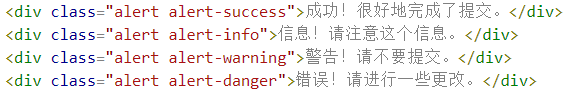 <div class="alert alert-success">成功！很好地完成了提交。</div>
<div class="alert alert-info">信息！请注意这个信息。</div>
<div class="alert alert-warning">警告！请不要提交。</div>
<div class="alert alert-danger">错误！请进行一些更改。</div>